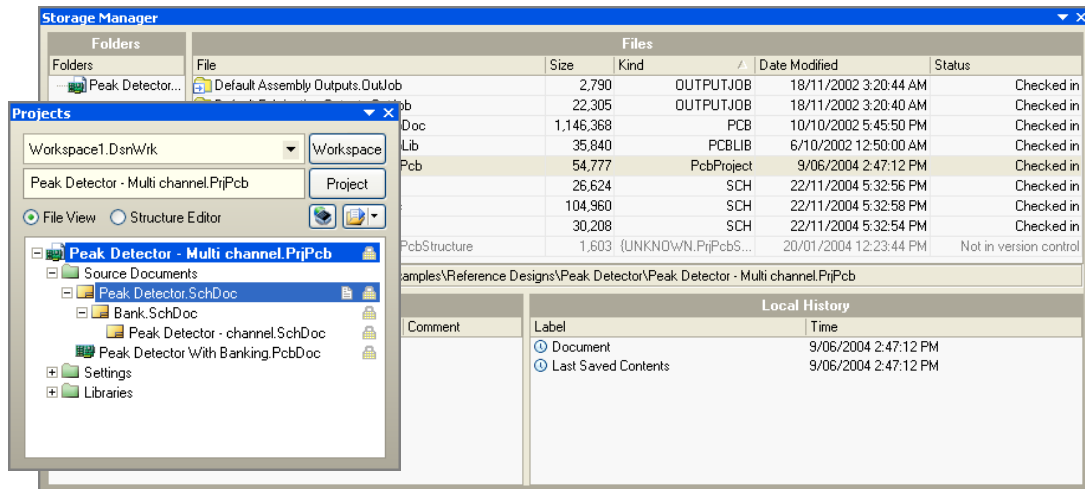 Storage Manager
Folders
Files
Folders
File Size Kind Date Modified Status
Peak Detector...
Default Assembly Outputs.OutJob 2,790 OUTPUTJOB 18/11/2002 3:20:44 AM Checked in
22,305 OUTPUTJOB 18/11/2002 3:20:40 AM Checked in
Doc 1,146,368 PCB 10/10/2002 5:45:50 PM Checked in
Lib 35,840 PCBLIB 6/10/2002 12:50:00 AM Checked in
Pcb 54,777 PcbProject 9/06/2004 2:47:12 PM Checked in
26,624 SCH 22/11/2004 5:32:56 PM Checked in
104,960 SCH 22/11/2004 5:32:58 PM Checked in
30,208 SCH 22/11/2004 5:32:54 PM Checked in
PcbStructure 1,603 {UNKNOWN.PrjPcbS... 20/01/2004 12:23:44 PM Not in version control
amples\Reference Designs\Peak Detector\Peak Detector - Multi channel.PrjPcb
Comment
Local History
Label Time
Document 9/06/2004 2:47:12 PM
Last Saved Contents 9/06/2004 2:47:12 PM
Projects
Workspace1.DsnWrk Workspace
Peak Detector - Multi channel.PrjPcb Project
File View Structure Editor
Peak Detector - Multi channel.PrjPcb
Source Documents
Peak Detector.SchDoc
Bank.SchDoc
Peak Detector - channel.SchDoc
Peak Detector With Banking.PcbDoc
Settings
Libraries